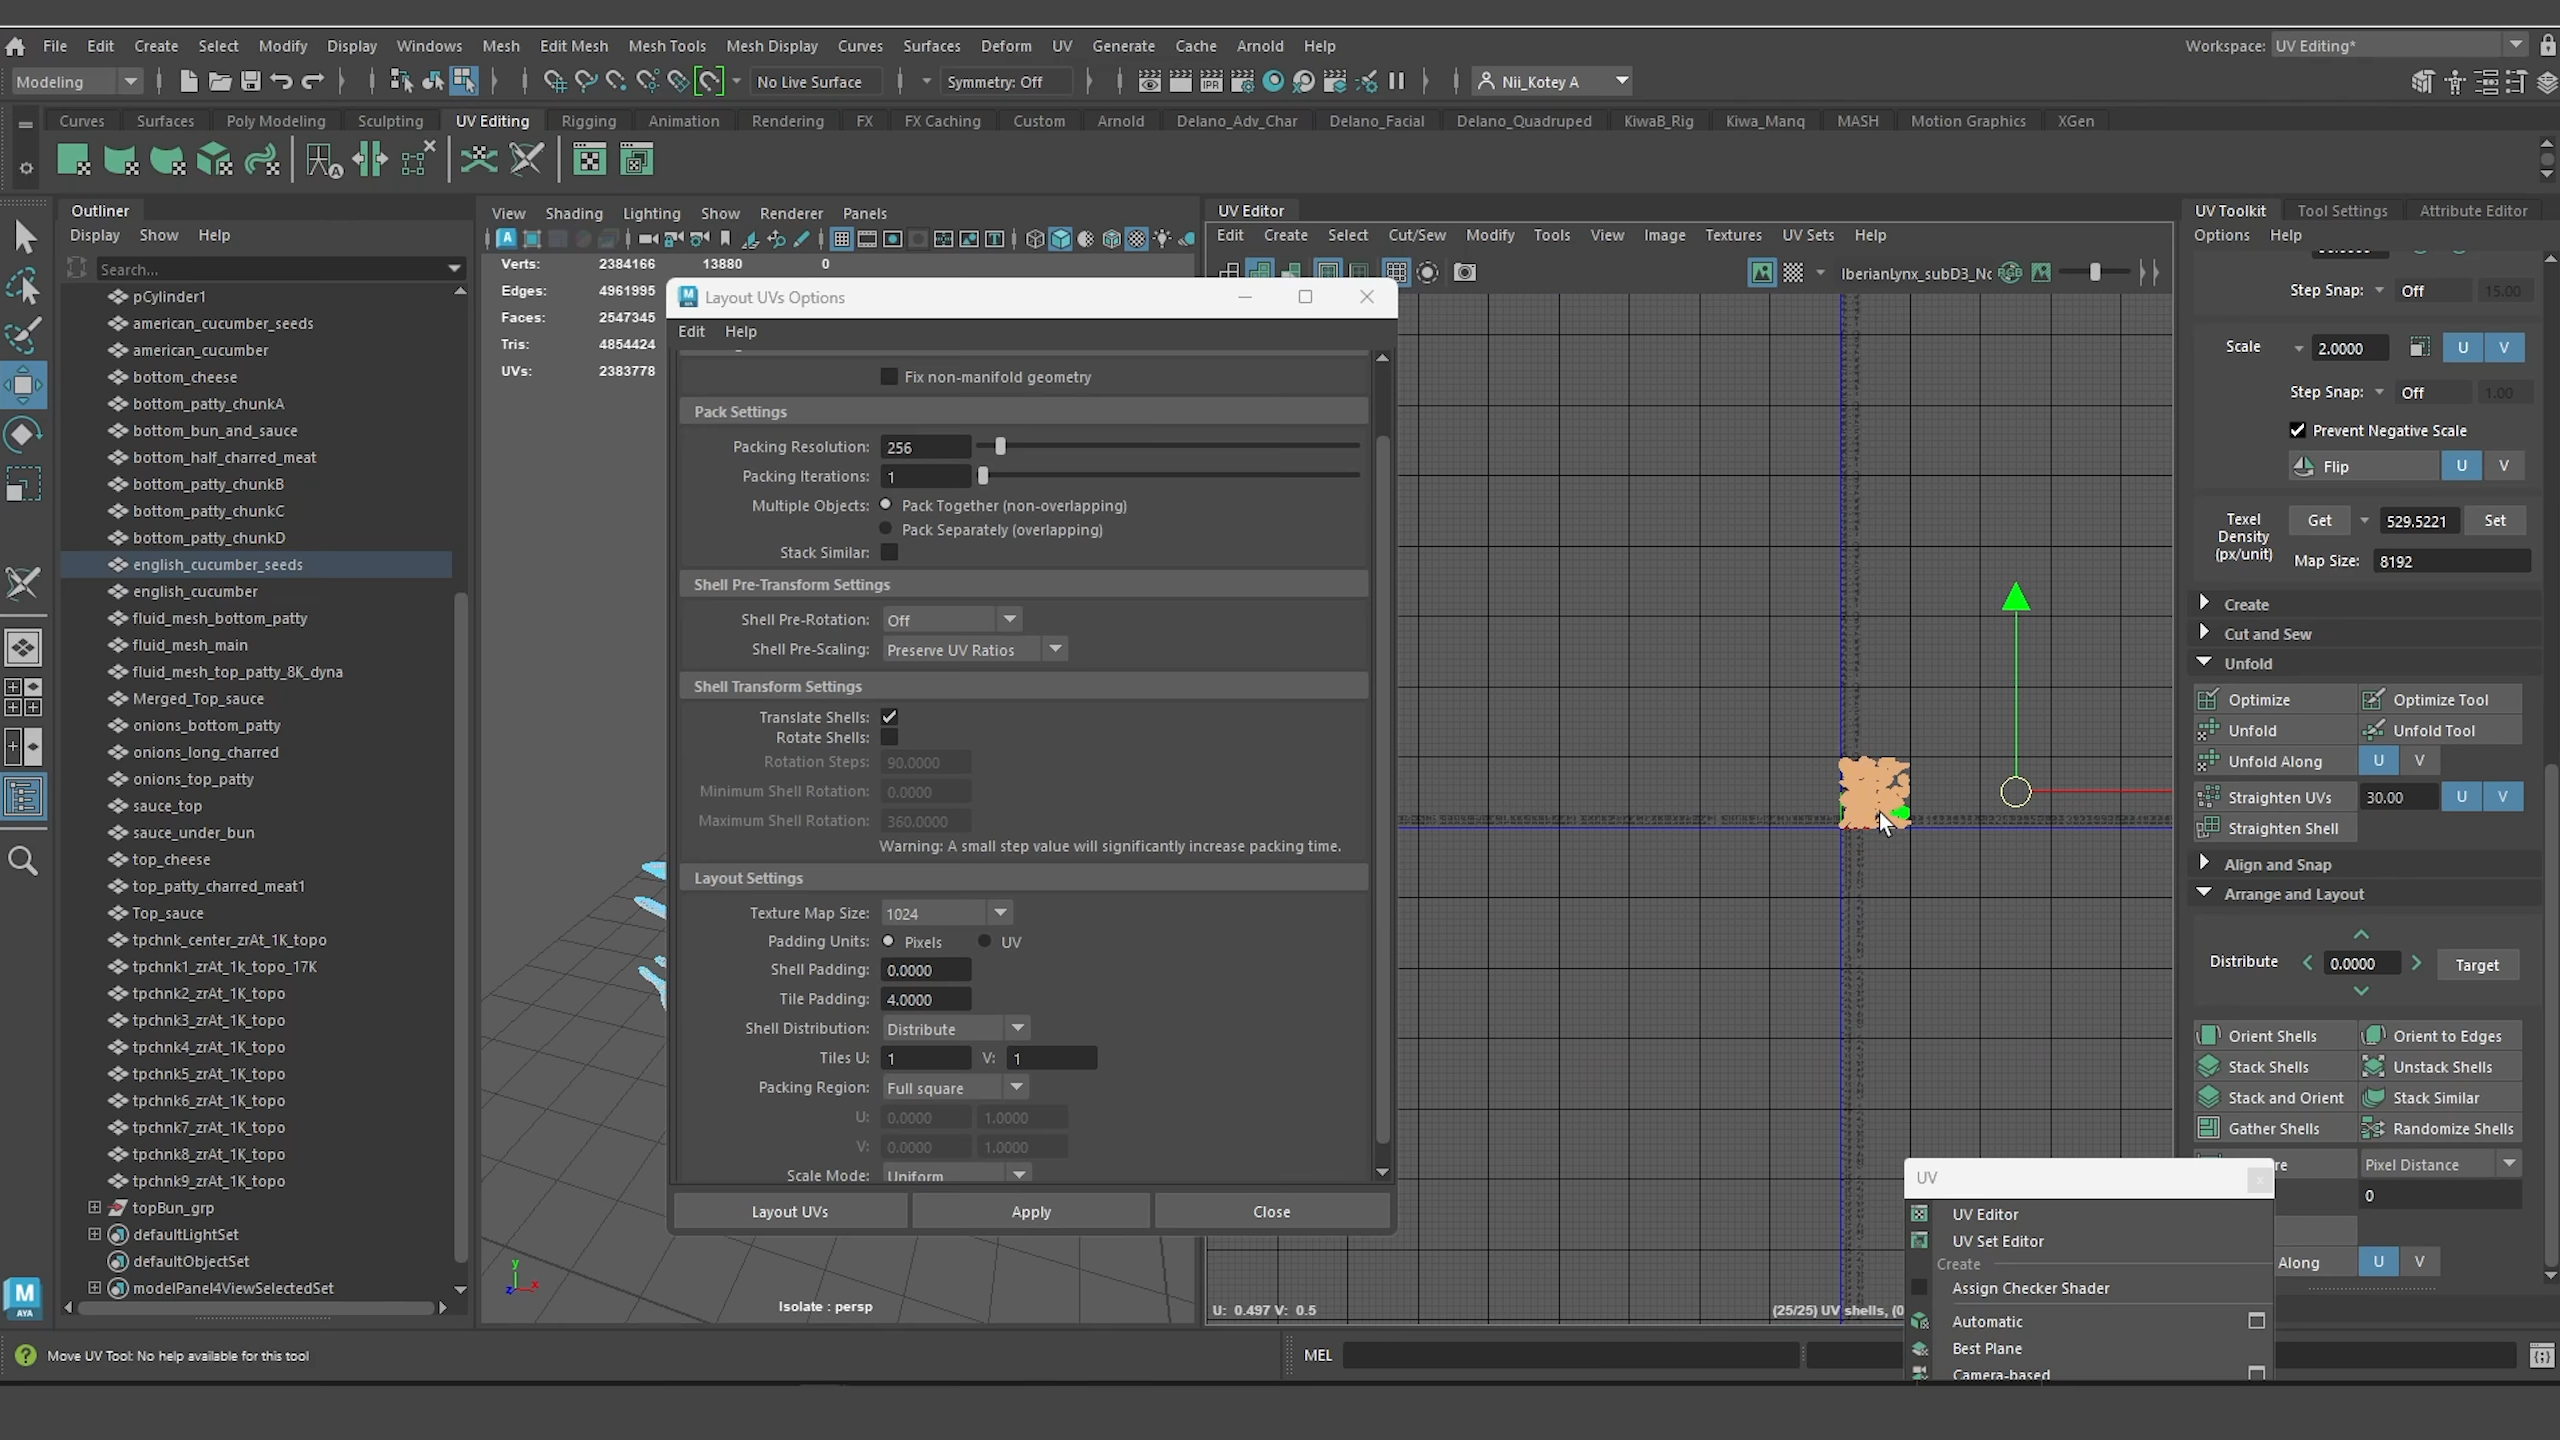 File Edit Create Select Modify Display Windows Mesh Edit Mesh Mesh Tools Mesh Display Curves Surfaces Deform UV Generate Cache Arnold Help Workspace: UV Editing*
Modeling No Live Surface Symmetry: Off IPR Nii_Kotey A
Curves Surfaces Poly Modeling Sculpting UV Editing Rigging Animation Rendering FX FX Caching Custom Arnold Delano_Adv_Char Delano_Facial Delano_Quadruped KiwaB_Rig Kiwa_Manq MASH Motion Graphics XGen
Outliner
Display Show Help
Search...
pCylinder1
american_cucumber_seeds
american_cucumber
bottom_cheese
bottom_patty_chunkA
bottom_bun_and_sauce
bottom_half_charred_meat
bottom_patty_chunkB
bottom_patty_chunkC
bottom_patty_chunkD
english_cucumber_seeds
english_cucumber
fluid_mesh_bottom_patty
fluid_mesh_main
fluid_mesh_top_patty_8K_dyna
Merged_Top_sauce
onions_bottom_patty
onions_long_charred
onions_top_patty
sauce_top
sauce_under_bun
top_cheese
top_patty_charred_meat1
Top_sauce
tpchnk_center_zrAt_1K_topo
tpchnk1_zrAt_1k_topo_17K
tpchnk2_zrAt_1K_topo
tpchnk3_zrAt_1K_topo
tpchnk4_zrAt_1K_topo
tpchnk5_zrAt_1K_topo
tpchnk6_zrAt_1K_topo
tpchnk7_zrAt_1K_topo
tpchnk8_zrAt_1K_topo
tpchnk9_zrAt_1K_topo
topBun_grp
defaultLightSet
defaultObjectSet
modelPanel4ViewSelectedSet
View Shading Lighting Show Renderer Panels
Verts: 2384166 13880 0
Edges: 4961995
Faces: 2547345
Tris: 4854424
UVs: 2383778
Layout UVs Options
Edit Help
Fix non-manifold geometry
Pack Settings
Packing Resolution: 256
Packing Iterations: 1
Multiple Objects: Pack Together (non-overlapping)
Pack Separately (overlapping)
Stack Similar:
Shell Pre-Transform Settings
Shell Pre-Rotation: Off
Shell Pre-Scaling: Preserve UV Ratios
Shell Transform Settings
Translate Shells:
Rotate Shells:
Rotation Steps: 90.0000
Minimum Shell Rotation: 0.0000
Maximum Shell Rotation: 360.0000
Warning: A small step value will significantly increase packing time.
Layout Settings
Texture Map Size: 1024
Padding Units: Pixels UV
Shell Padding: 0.0000
Tile Padding: 4.0000
Shell Distribution: Distribute
Tiles U: 1 V: 1
Packing Region: Full square
U: 0.0000 1.0000
V: 0.0000 1.0000
Scale Mode: Uniform
Layout UVs Apply Close
y
z x
Isolate : persp
UV Editor
Edit Create Select Cut/Sew Modify Tools View Image Textures UV Sets Help
IberianLynx_subD3_Nc RGB
U: 0.497 V: 0.5
(25/25) UV shells, (0
UV Toolkit Tool Settings Attribute Editor
Options Help
Step Snap: Off 15.00
Scale 2.0000 U V
Step Snap: Off 1.00
Prevent Negative Scale
Flip U V
Texel Density (px/unit) Get 529.5221 Set
Map Size: 8192
Create
Cut and Sew
Unfold
Optimize Optimize Tool
Unfold Unfold Tool
Unfold Along U V
Straighten UVs 30.00 U V
Straighten Shell
Align and Snap
Arrange and Layout
Distribute 0.0000 Target
Orient Shells Orient to Edges
Stack Shells Unstack Shells
Stack and Orient Stack Similar
Gather Shells Randomize Shells
re Pixel Distance
0
Along U V
UV
UV Editor
UV Set Editor
Create
Assign Checker Shader
Automatic
Best Plane
Camera-based
M
AYA
Move UV Tool: No help available for this tool
MEL